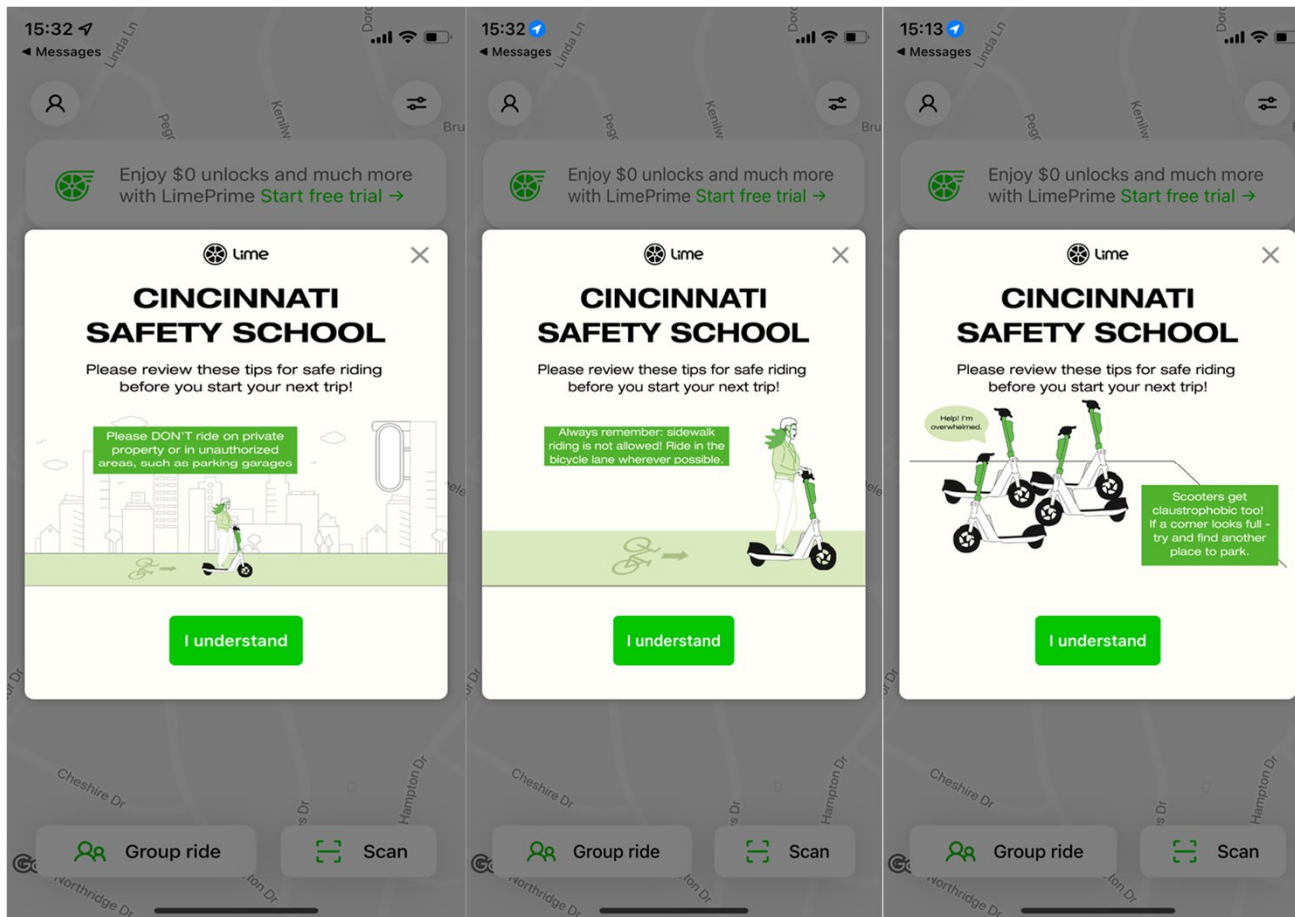 15:32
◄ Messages
Linda Ln
Kenilw
Bru
Enjoy $0 unlocks and much more
with LimePrime Start free trial →
Lime
CINCINNATI
SAFETY SCHOOL
Please review these tips for safe riding
before you start your next trip!
Please DON'T ride on private
property or in unauthorized
areas, such as parking garages
I understand
Cheshire Dr
Hampton Dr
Group ride
Scan
Northridge Dr
15:32
◄ Messages
Linda Ln
Kenilw
Bru
Enjoy $0 unlocks and much more
with LimePrime Start free trial →
Lime
CINCINNATI
SAFETY SCHOOL
Please review these tips for safe riding
before you start your next trip!
Always remember: sidewalk
riding is not allowed! Ride in the
bicycle lane wherever possible.
I understand
Cheshire Dr
Hampton Dr
Group ride
Scan
Northridge Dr
15:13
◄ Messages
Linda Ln
Kenilw
Enjoy $0 unlocks and much more
with LimePrime Start free trial →
Lime
CINCINNATI
SAFETY SCHOOL
Please review these tips for safe riding
before you start your next trip!
Help! I'm
overwhelmed.
Scooters get
claustrophobic too!
If a corner looks full -
try and find another
place to park.
I understand
Cheshire Dr
Hampton Dr
Group ride
Scan
Northridge Dr